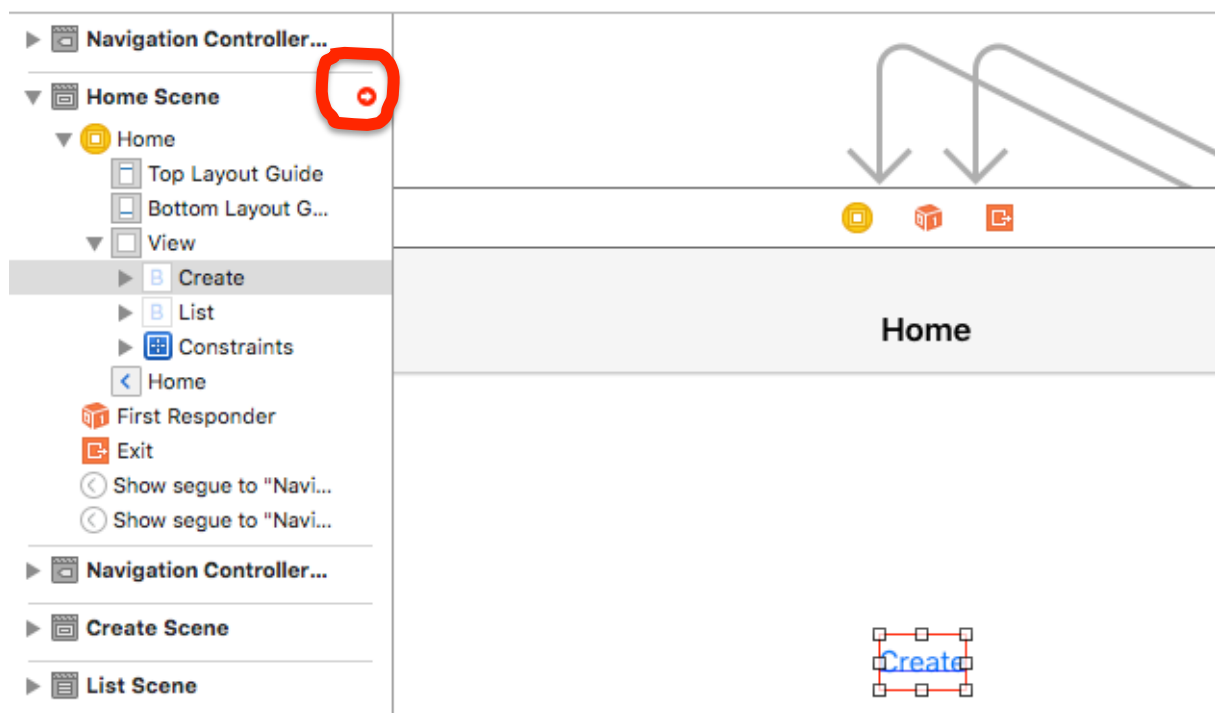 Navigation Controller...
Home Scene
Home
Top Layout Guide
Bottom Layout G...
View
B Create
B List
Constraints
Home
First Responder
Exit
Show segue to "Navi...
Show segue to "Navi...
Navigation Controller...
Create Scene
List Scene
Home
Create